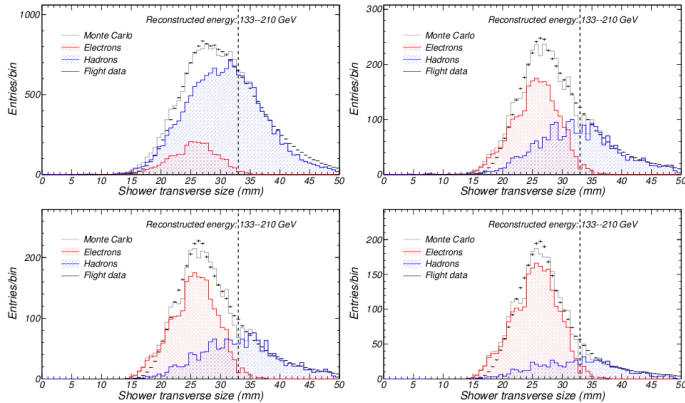 Reconstructed energy: 133--210 GeV
Monte Carlo
Electrons
Hadrons
Flight data
Entries/bin
1000
500
0
0 5 10 15 20 25 30 35 40 45 50
Shower transverse size (mm)
Reconstructed energy: 133--210 GeV
Monte Carlo
Electrons
Hadrons
Flight data
Entries/bin
300
200
100
0
0 5 10 15 20 25 30 35 40 45 50
Shower transverse size (mm)
Reconstructed energy: 133--210 GeV
Monte Carlo
Electrons
Hadrons
Flight data
Entries/bin
200
100
0
0 5 10 15 20 25 30 35 40 45 50
Shower transverse size (mm)
Reconstructed energy: 133--210 GeV
Monte Carlo
Electrons
Hadrons
Flight data
Entries/bin
200
150
100
50
0
0 5 10 15 20 25 30 35 40 45 50
Shower transverse size (mm)